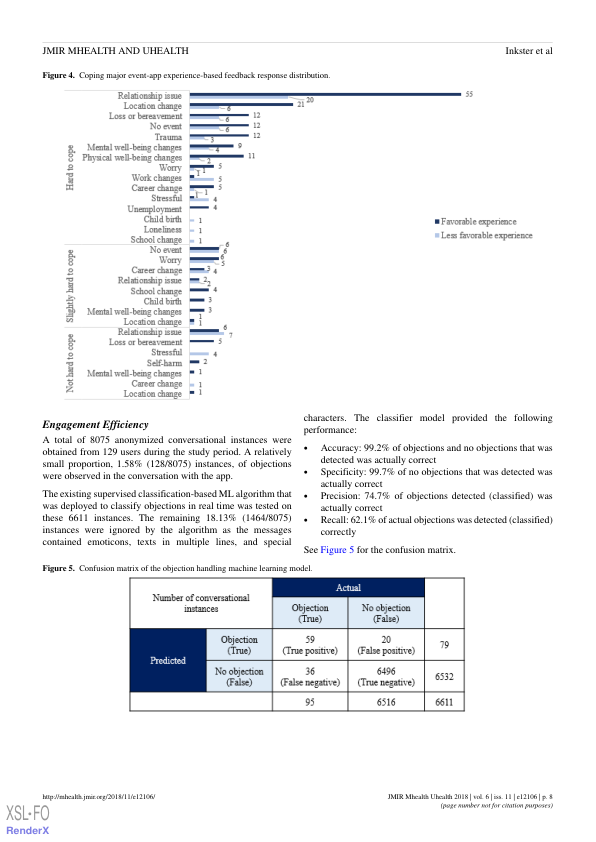 JMIR MHEALTH AND UHEALTH
Inkster et al
Figure 4. Coping major event-app experience-based feedback response distribution.
Hard to cope
Relationship issue 55 20
Location change 21 6
Loss or bereavement 12 6
No event 12 6
Trauma 12 3
Mental well-being changes 9 4
Physical well-being changes 11 2
Worry 5 1
Work changes 1 5
Career change 5 1
Stressful 1 4
Unemployment 4
Child birth 1
Loneliness 1
School change 1
Slightly hard to cope
No event 6 6
Worry 6 5
Career change 3 4
Relationship issue 2 2
School change 4
Child birth 3
Mental well-being changes 3
Location change 1 1
Not hard to cope
Relationship issue 6 7
Loss or bereavement 5
Stressful 4
Self-harm 2
Mental well-being changes 1
Career change 1
Location change 1
Favorable experience
Less favorable experience
Engagement Efficiency
A total of 8075 anonymized conversational instances were
obtained from 129 users during the study period. A relatively
small proportion, 1.58% (128/8075) instances, of objections
were observed in the conversation with the app.
The existing supervised classification-based ML algorithm that
was deployed to classify objections in real time was tested on
these 6611 instances. The remaining 18.13% (1464/8075)
instances were ignored by the algorithm as the messages
contained emoticons, texts in multiple lines, and special
characters. The classifier model provided the following
performance:
• Accuracy: 99.2% of objections and no objections that was
detected was actually correct
• Specificity: 99.7% of no objections that was detected was
actually correct
• Precision: 74.7% of objections detected (classified) was
actually correct
• Recall: 62.1% of actual objections was detected (classified)
correctly
See Figure 5 for the confusion matrix.
Figure 5. Confusion matrix of the objection handling machine learning model.
Number of conversational
instances
Actual
Objection
(True)
No objection
(False)
Predicted
Objection
(True)
59
(True positive)
20
(False positive)
79
No objection
(False)
36
(False negative)
6496
(True negative)
6532
95
6516
6611
http://mhealth.jmir.org/2018/11/e12106/
JMIR Mhealth Uhealth 2018 | vol. 6 | iss. 11 | e12106 | p. 8
(page number not for citation purposes)
XSL•FO
RenderX